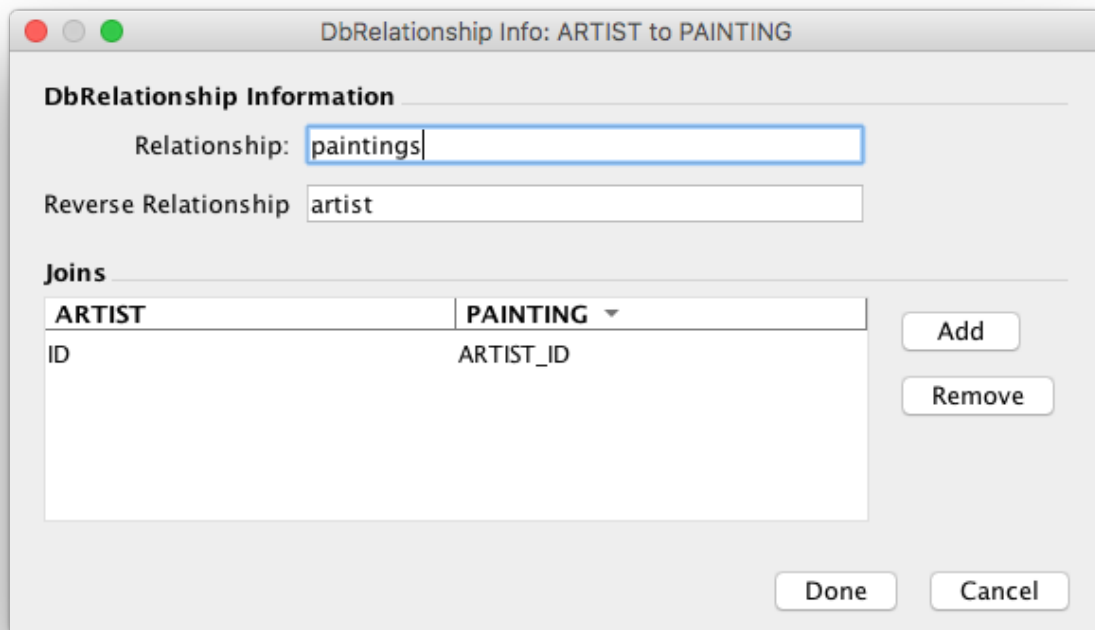 DbRelationship Info: ARTIST to PAINTING
DbRelationship Information
Relationship: paintings
Reverse Relationship artist
Joins
ARTIST PAINTING
ID ARTIST_ID
Add
Remove
Done Cancel